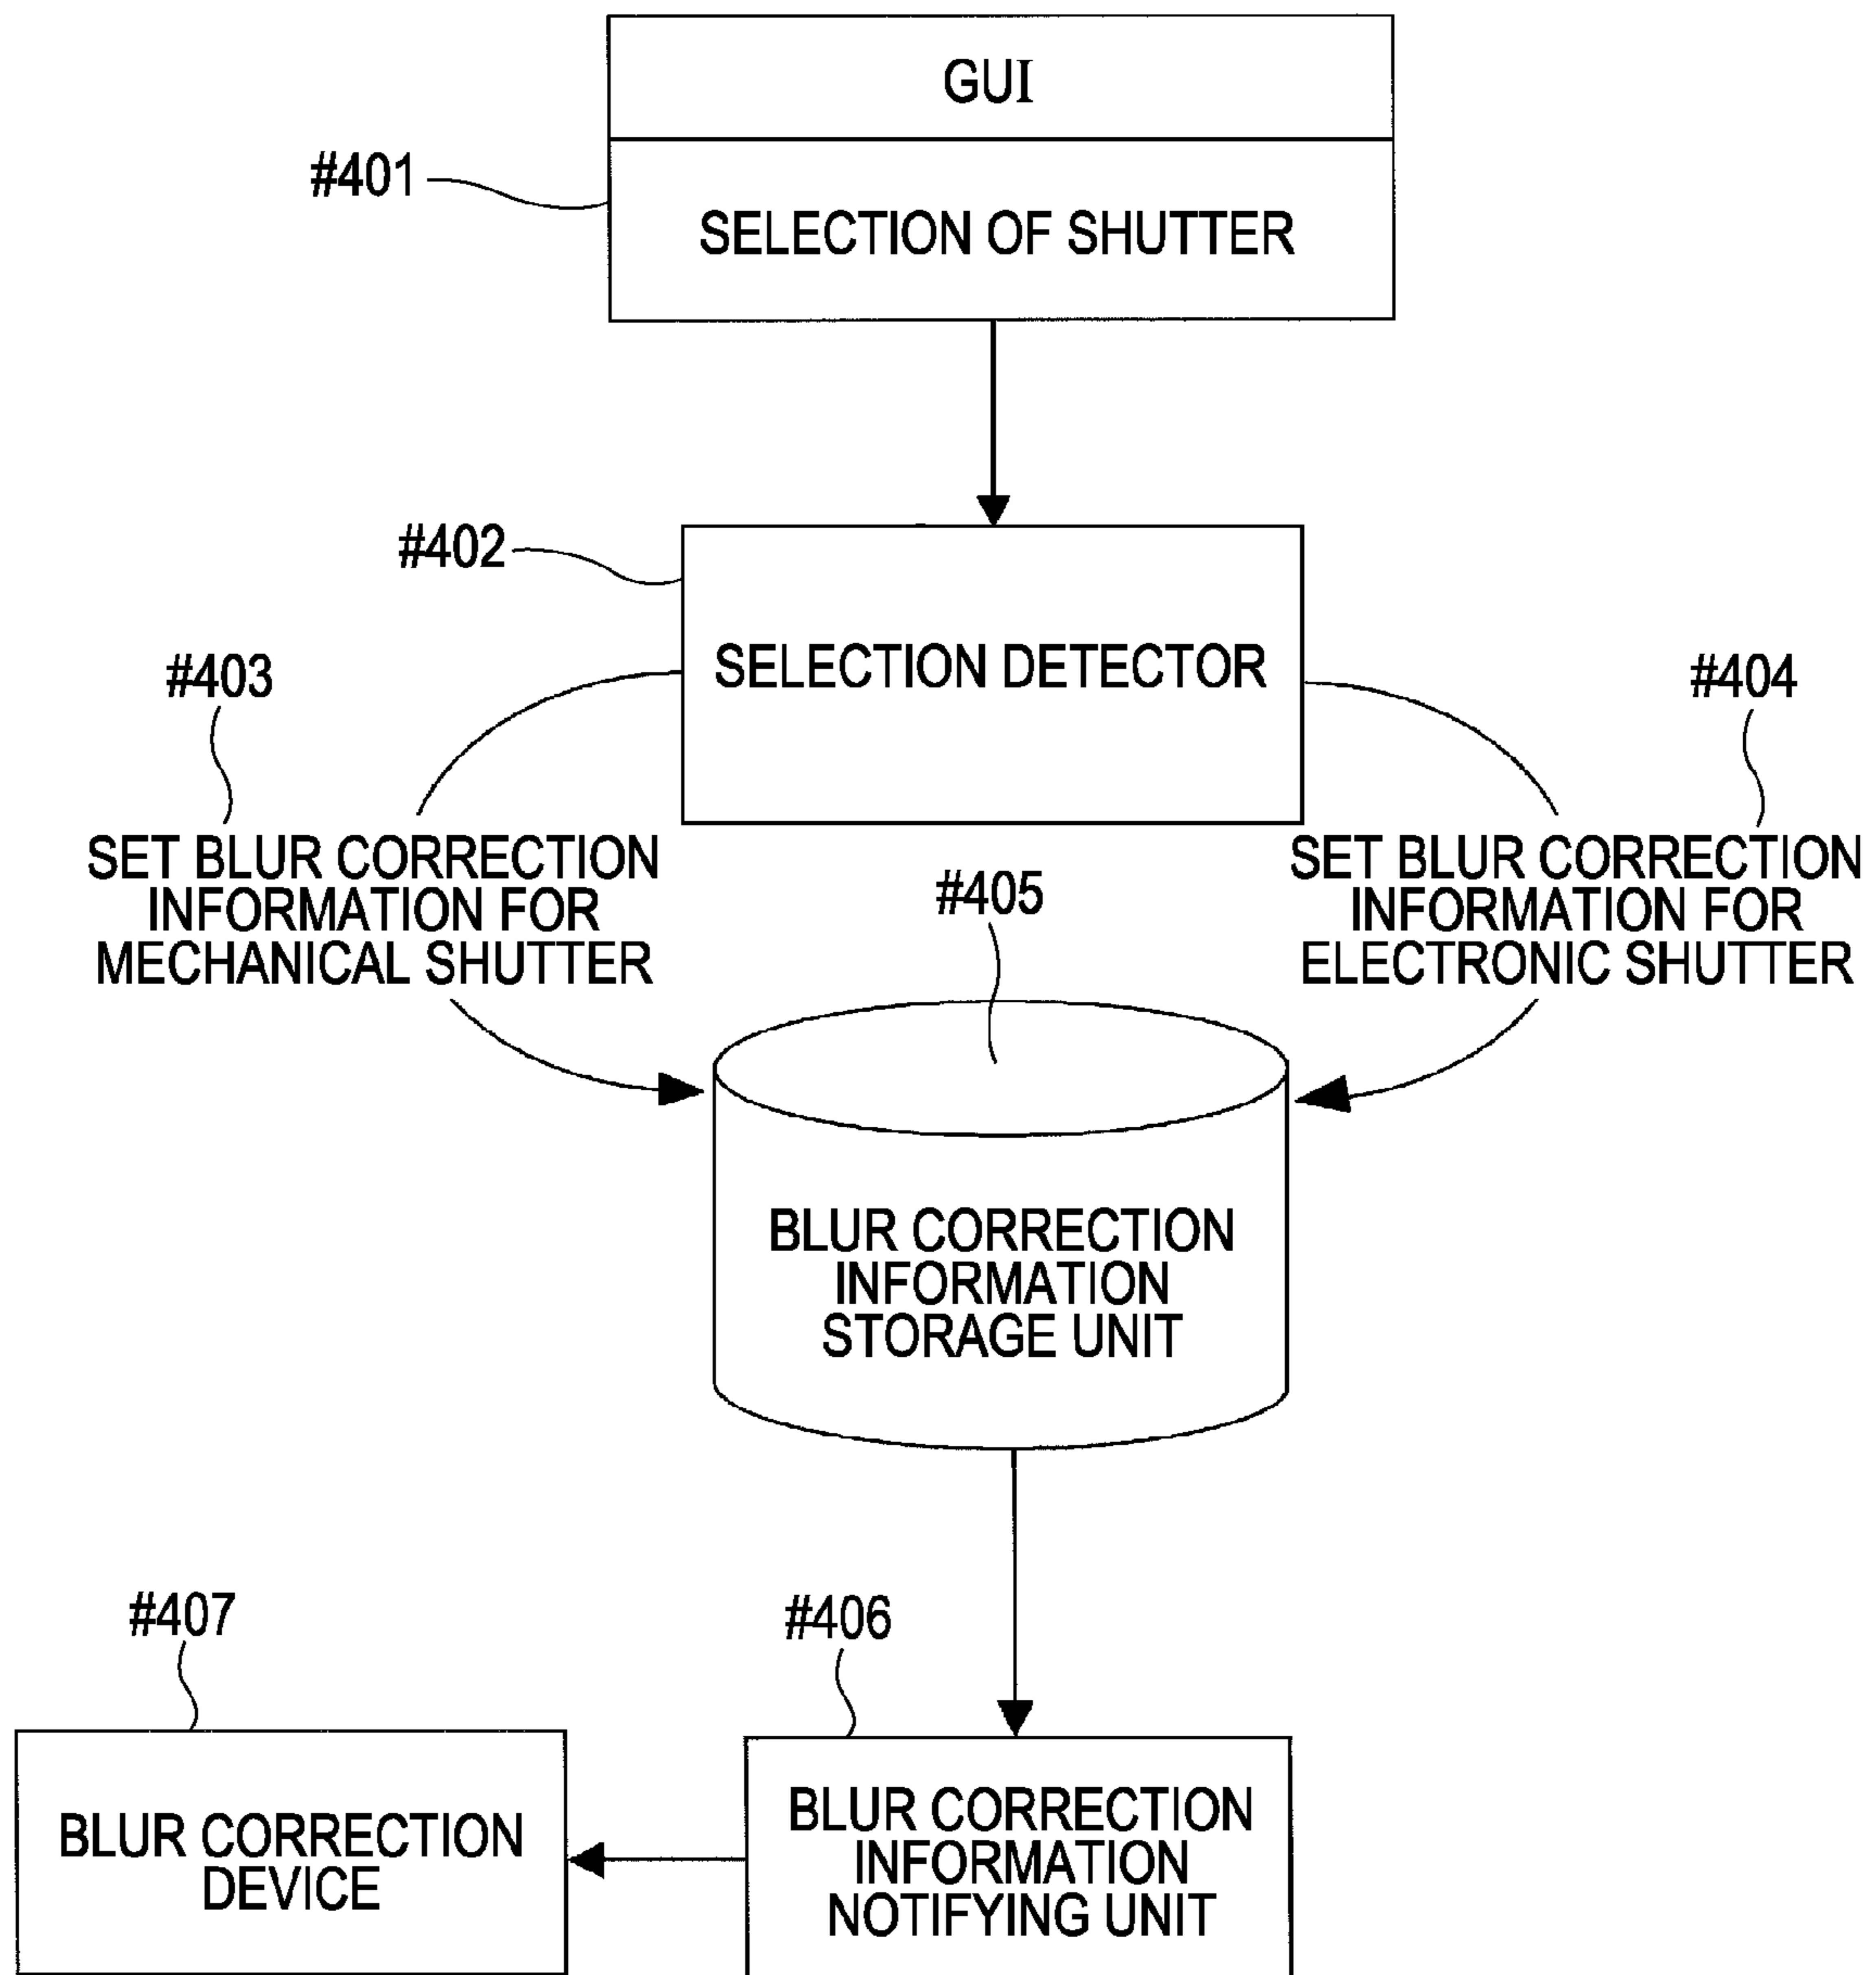 GUI
#401
SELECTION OF SHUTTER
#402
SELECTION DETECTOR
#403
#404
SET BLUR CORRECTION
INFORMATION FOR
MECHANICAL SHUTTER
SET BLUR CORRECTION
INFORMATION FOR
ELECTRONIC SHUTTER
#405
BLUR CORRECTION
INFORMATION
STORAGE UNIT
#407
#406
BLUR CORRECTION
DEVICE
BLUR CORRECTION
INFORMATION
NOTIFYING UNIT